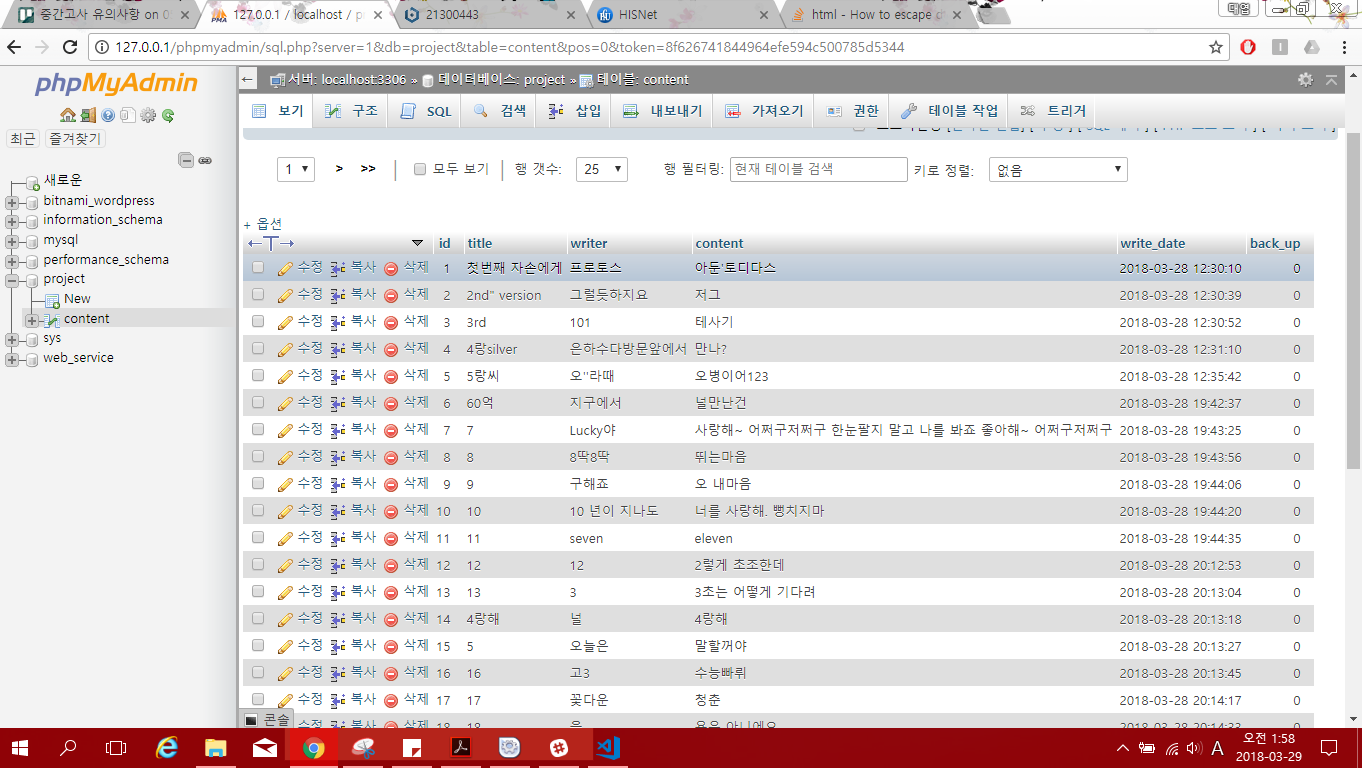 중간고사 유의사항 on 0
127.0.0.1 / localhost / p
21300443
HISNet
html - How to escape
127.0.0.1/phpmyadmin/sql.php?server=1&db=project&table=content&pos=0&token=8f626741844964efe594c500785d5344
phpMyAdmin
최근 즐겨찾기
새로운
bitnami_wordpress
information_schema
mysql
performance_schema
project
New
content
sys
web_service
서버: localhost:3306 » 데이터베이스: project » 테이블: content
보기 구조 SQL 검색 삽입 내보내기 가져오기 권한 테이블 작업 트리거
1 > >> 모두 보기 행 갯수: 25 행 필터링: 현재 테이블 검색 키로 정렬: 없음
+ 옵션
←T→ id title writer content write_date back_up
수정 복사 삭제 1 첫번째 자손에게 프로토스 아둔'토디다스 2018-03-28 12:30:10 0
수정 복사 삭제 2 2nd" version 그럴듯하지요 저그 2018-03-28 12:30:39 0
수정 복사 삭제 3 3rd 101 테사기 2018-03-28 12:30:52 0
수정 복사 삭제 4 4랑silver 은하수다방문앞에서 만나? 2018-03-28 12:31:10 0
수정 복사 삭제 5 5랑씨 오"라때 오병이어123 2018-03-28 12:35:42 0
수정 복사 삭제 6 60억 지구에서 널만난건 2018-03-28 19:42:37 0
수정 복사 삭제 7 7 Lucky야 사랑해~ 어쩌구저쩌구 한눈팔지 말고 나를 봐죠 좋아해~ 어쩌구저쩌구 2018-03-28 19:43:25 0
수정 복사 삭제 8 8 8딱8딱 뛰는마음 2018-03-28 19:43:56 0
수정 복사 삭제 9 9 구해죠 오 내마음 2018-03-28 19:44:06 0
수정 복사 삭제 10 10 10 년이 지나도 너를 사랑해. 뻥치지마 2018-03-28 19:44:20 0
수정 복사 삭제 11 11 seven eleven 2018-03-28 19:44:35 0
수정 복사 삭제 12 12 12 2렇게 초조한데 2018-03-28 20:12:53 0
수정 복사 삭제 13 13 3 3초는 어떻게 기다려 2018-03-28 20:13:04 0
수정 복사 삭제 14 4랑해 널 4랑해 2018-03-28 20:13:18 0
수정 복사 삭제 15 5 오늘은 말할꺼야 2018-03-28 20:13:27 0
수정 복사 삭제 16 16 고3 수능빠뤼 2018-03-28 20:13:45 0
수정 복사 삭제 17 17 꽃다운 청춘 2018-03-28 20:14:17 0
콘솔
오전 1:58
2018-03-29